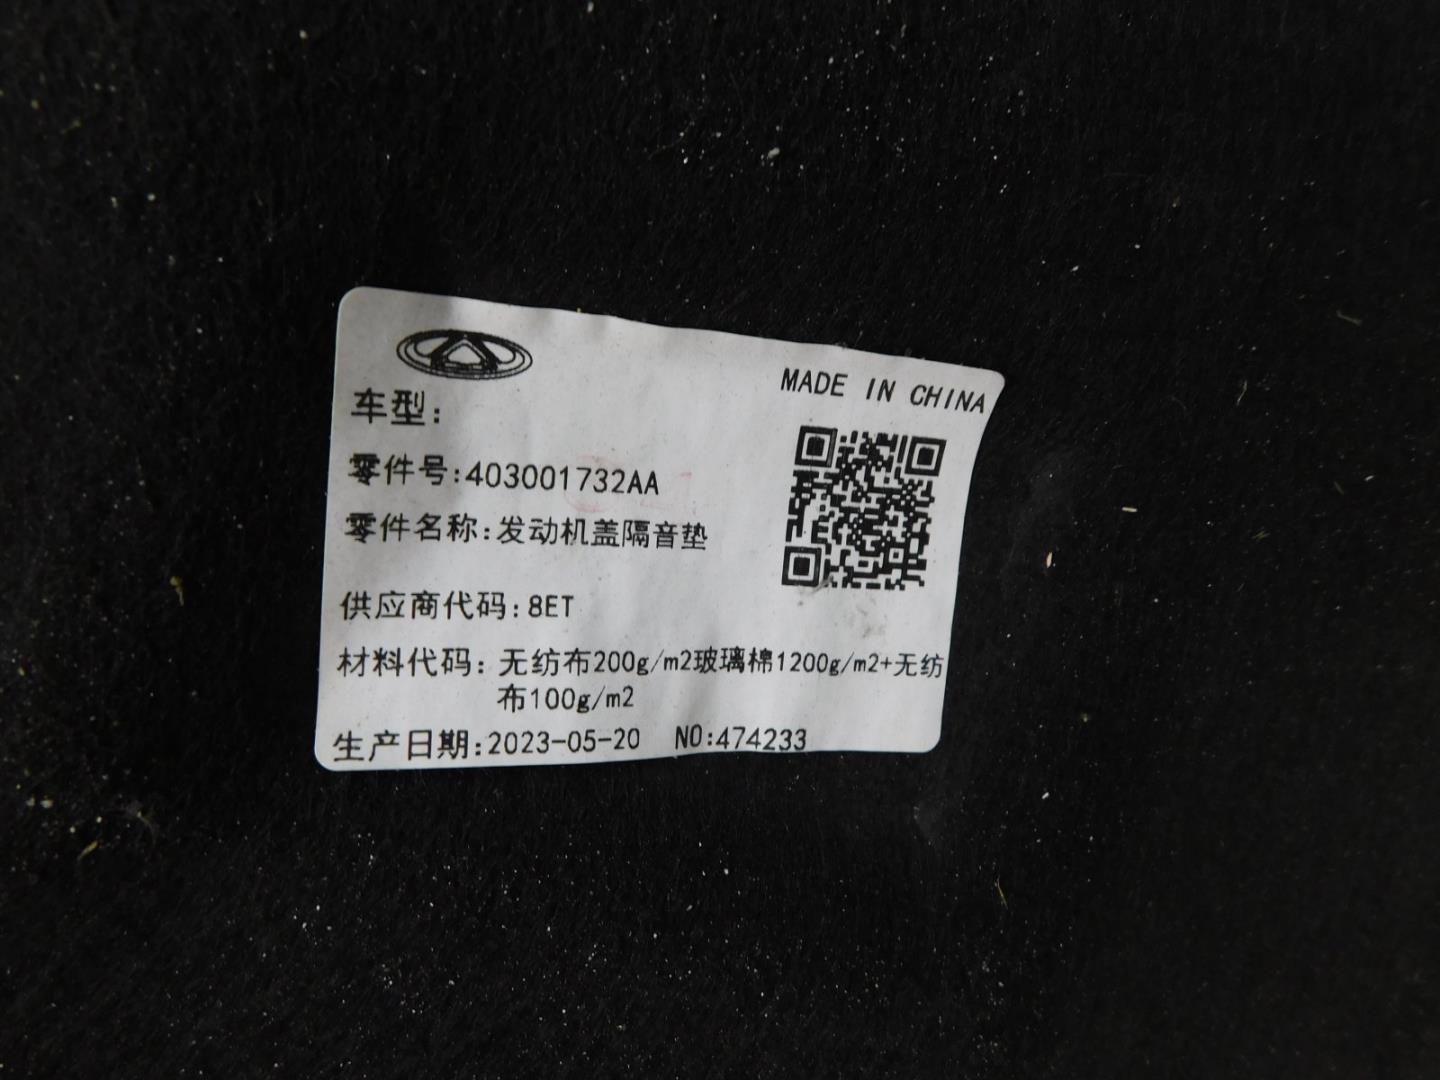 MADE IN CHINA
车型:
零件号:403001732AA
零件名称:发动机盖隔音垫
供应商代码:8ET
材料代码: 无纺布200g/m2玻璃棉1200g/m2+无纺
布100g/m2
生产日期:2023-05-20 NO:474233